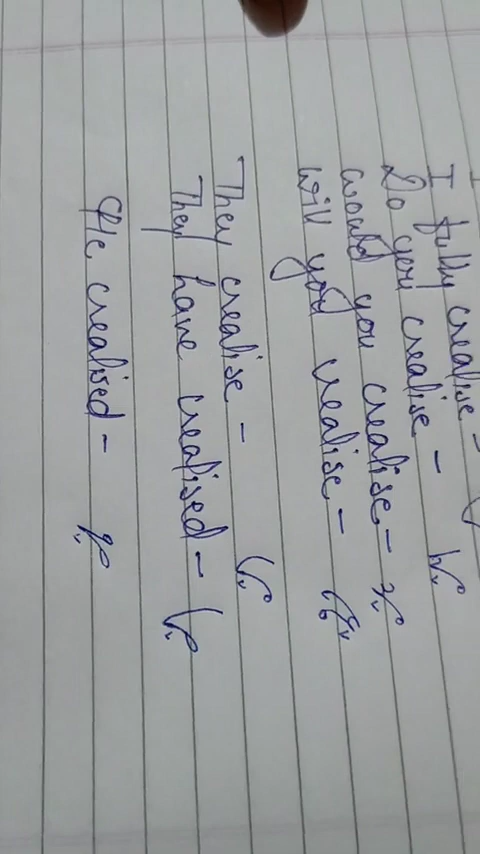 I fully realise -
Do you realise -
would you realise -
will you realise -
They realise -
They have realised -
He realised -